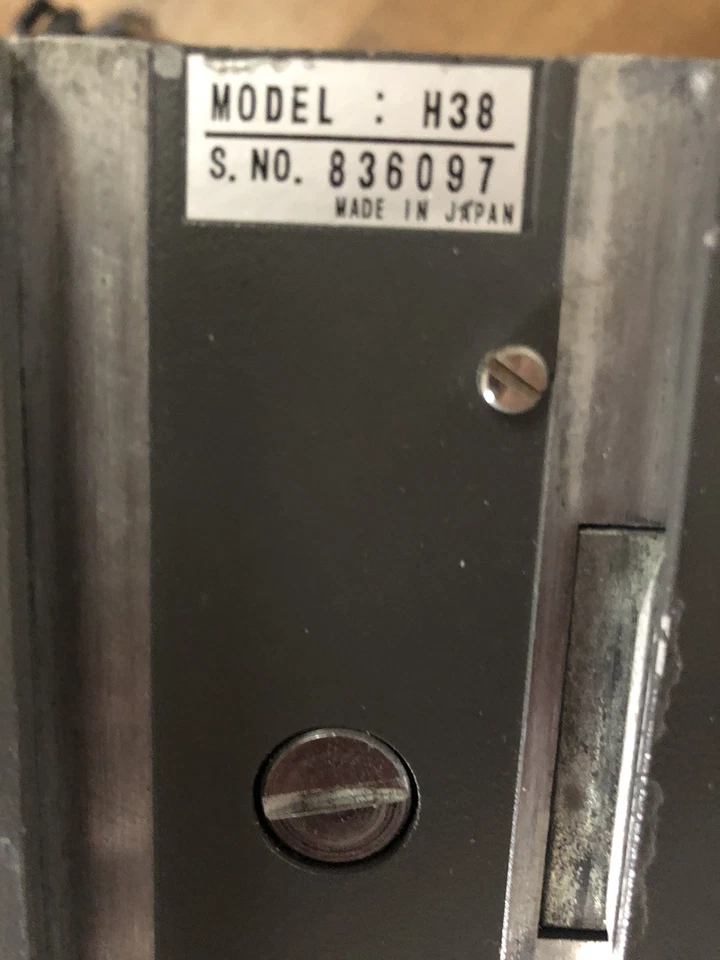 MODEL : H38
S. NO. 836097
MADE IN JAPAN